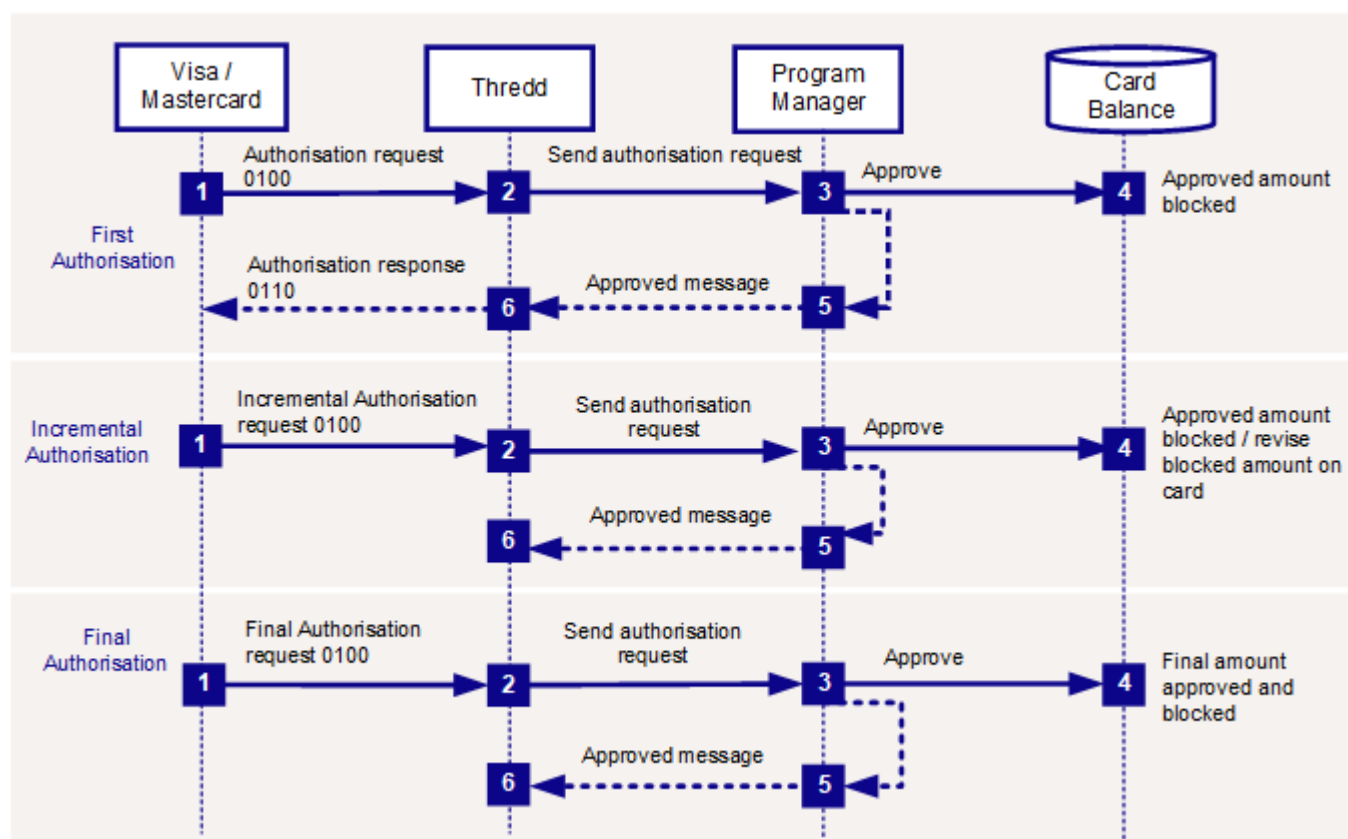 Visa /
Mastercard
Thredd
Program
Manager
Card
Balance
First
Authorisation
Authorisation request
0100
Send authorisation request
Approve
1
2
3
4
Approved amount
blocked
Authorisation response
0110
Approved message
6
5
Incremental
Authorisation
Incremental Authorisation
request 0100
Send authorisation
request
Approve
1
2
3
4
Approved amount
blocked / revise
blocked amount on
card
Approved message
6
5
Final
Authorisation
Final Authorisation
request 0100
Send authorisation
request
Approve
1
2
3
4
Final amount
approved and
blocked
Approved message
6
5